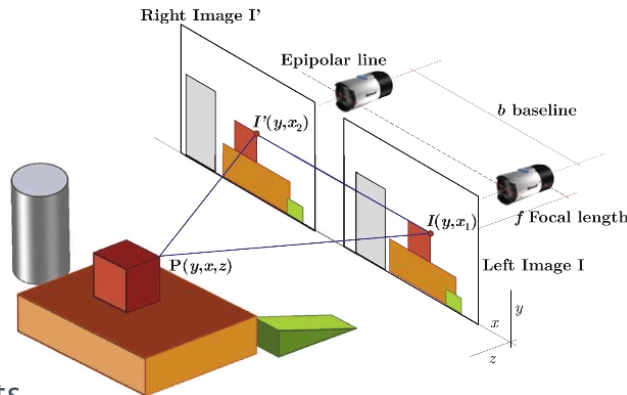 Right Image I'
Epipolar line
b baseline
I'(y,x₂)
I(y,x₁)
f Focal length
P(y,x,z)
Left Image I
y
x
z